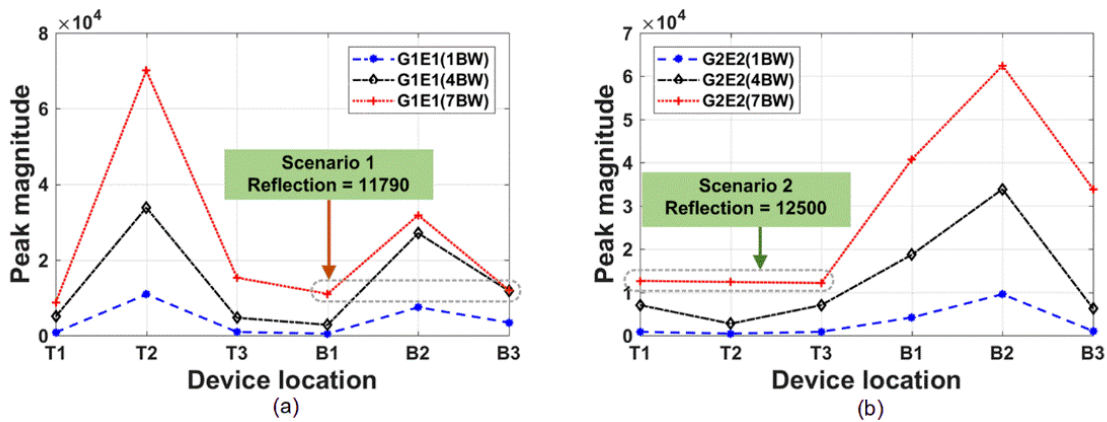 ×10⁴
8
6
4
2
0
Peak magnitude
G1E1(1BW)
G1E1(4BW)
G1E1(7BW)
Scenario 1
Reflection = 11790
T1 T2 T3 B1 B2 B3
Device location
(a)
×10⁴
7
6
5
4
3
2
1
0
Peak magnitude
G2E2(1BW)
G2E2(4BW)
G2E2(7BW)
Scenario 2
Reflection = 12500
T1 T2 T3 B1 B2 B3
Device location
(b)